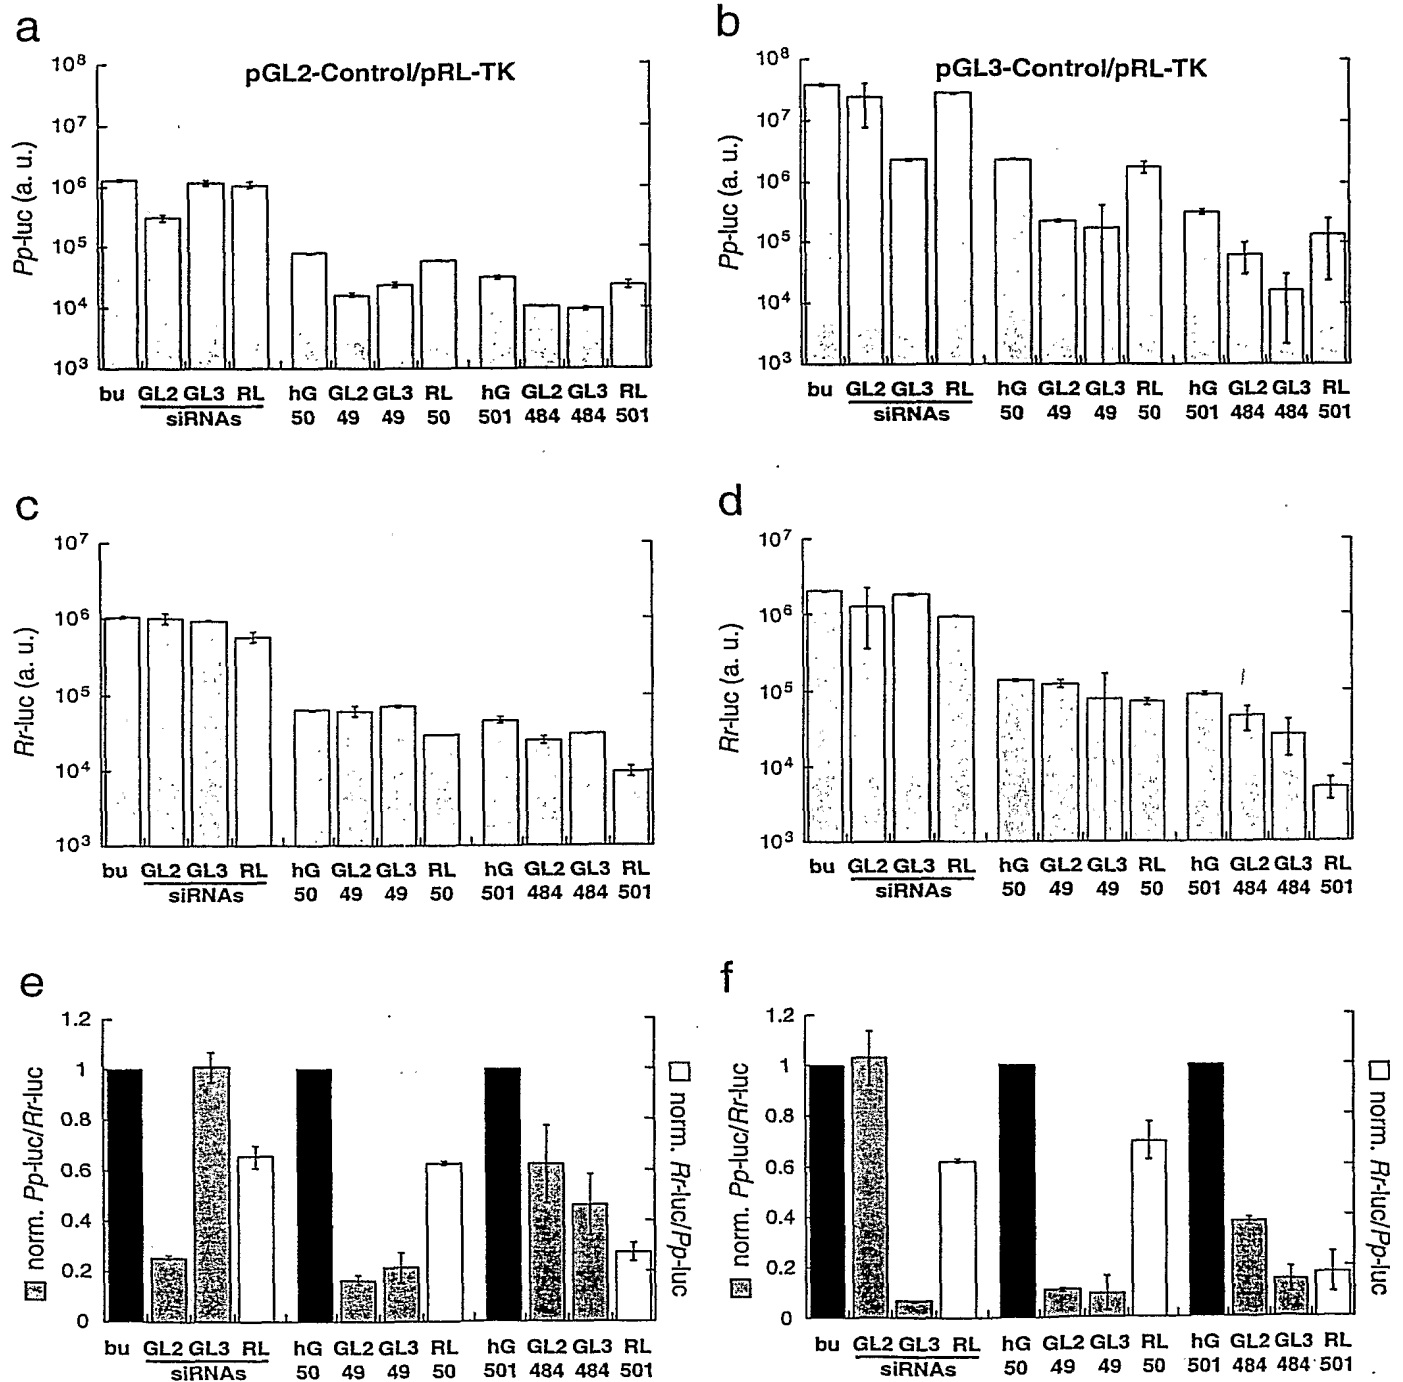 a
pGL2-Control/pRL-TK
Pp-luc (a. u.)
10⁸
10⁷
10⁶
10⁵
10⁴
10³
bu GL2 GL3 RL hG GL2 GL3 RL hG GL2 GL3 RL
siRNAs 50 49 49 50 501 484 484 501
b
pGL3-Control/pRL-TK
Pp-luc (a. u.)
10⁸
10⁷
10⁶
10⁵
10⁴
10³
bu GL2 GL3 RL hG GL2 GL3 RL hG GL2 GL3 RL
siRNAs 50 49 49 50 501 484 484 501
c
Rr-luc (a. u.)
10⁷
10⁶
10⁵
10⁴
10³
bu GL2 GL3 RL hG GL2 GL3 RL hG GL2 GL3 RL
siRNAs 50 49 49 50 501 484 484 501
d
Rr-luc (a. u.)
10⁷
10⁶
10⁵
10⁴
10³
bu GL2 GL3 RL hG GL2 GL3 RL hG GL2 GL3 RL
siRNAs 50 49 49 50 501 484 484 501
e
norm. Pp-luc/Rr-luc
1.2
1
0.8
0.6
0.4
0.2
0
norm. Rr-luc/Pp-luc
bu GL2 GL3 RL hG GL2 GL3 RL hG GL2 GL3 RL
siRNAs 50 49 49 50 501 484 484 501
f
norm. Pp-luc/Rr-luc
1.2
1
0.8
0.6
0.4
0.2
0
norm. Rr-luc/Pp-luc
bu GL2 GL3 RL hG GL2 GL3 RL hG GL2 GL3 RL
siRNAs 50 49 49 50 501 484 484 501